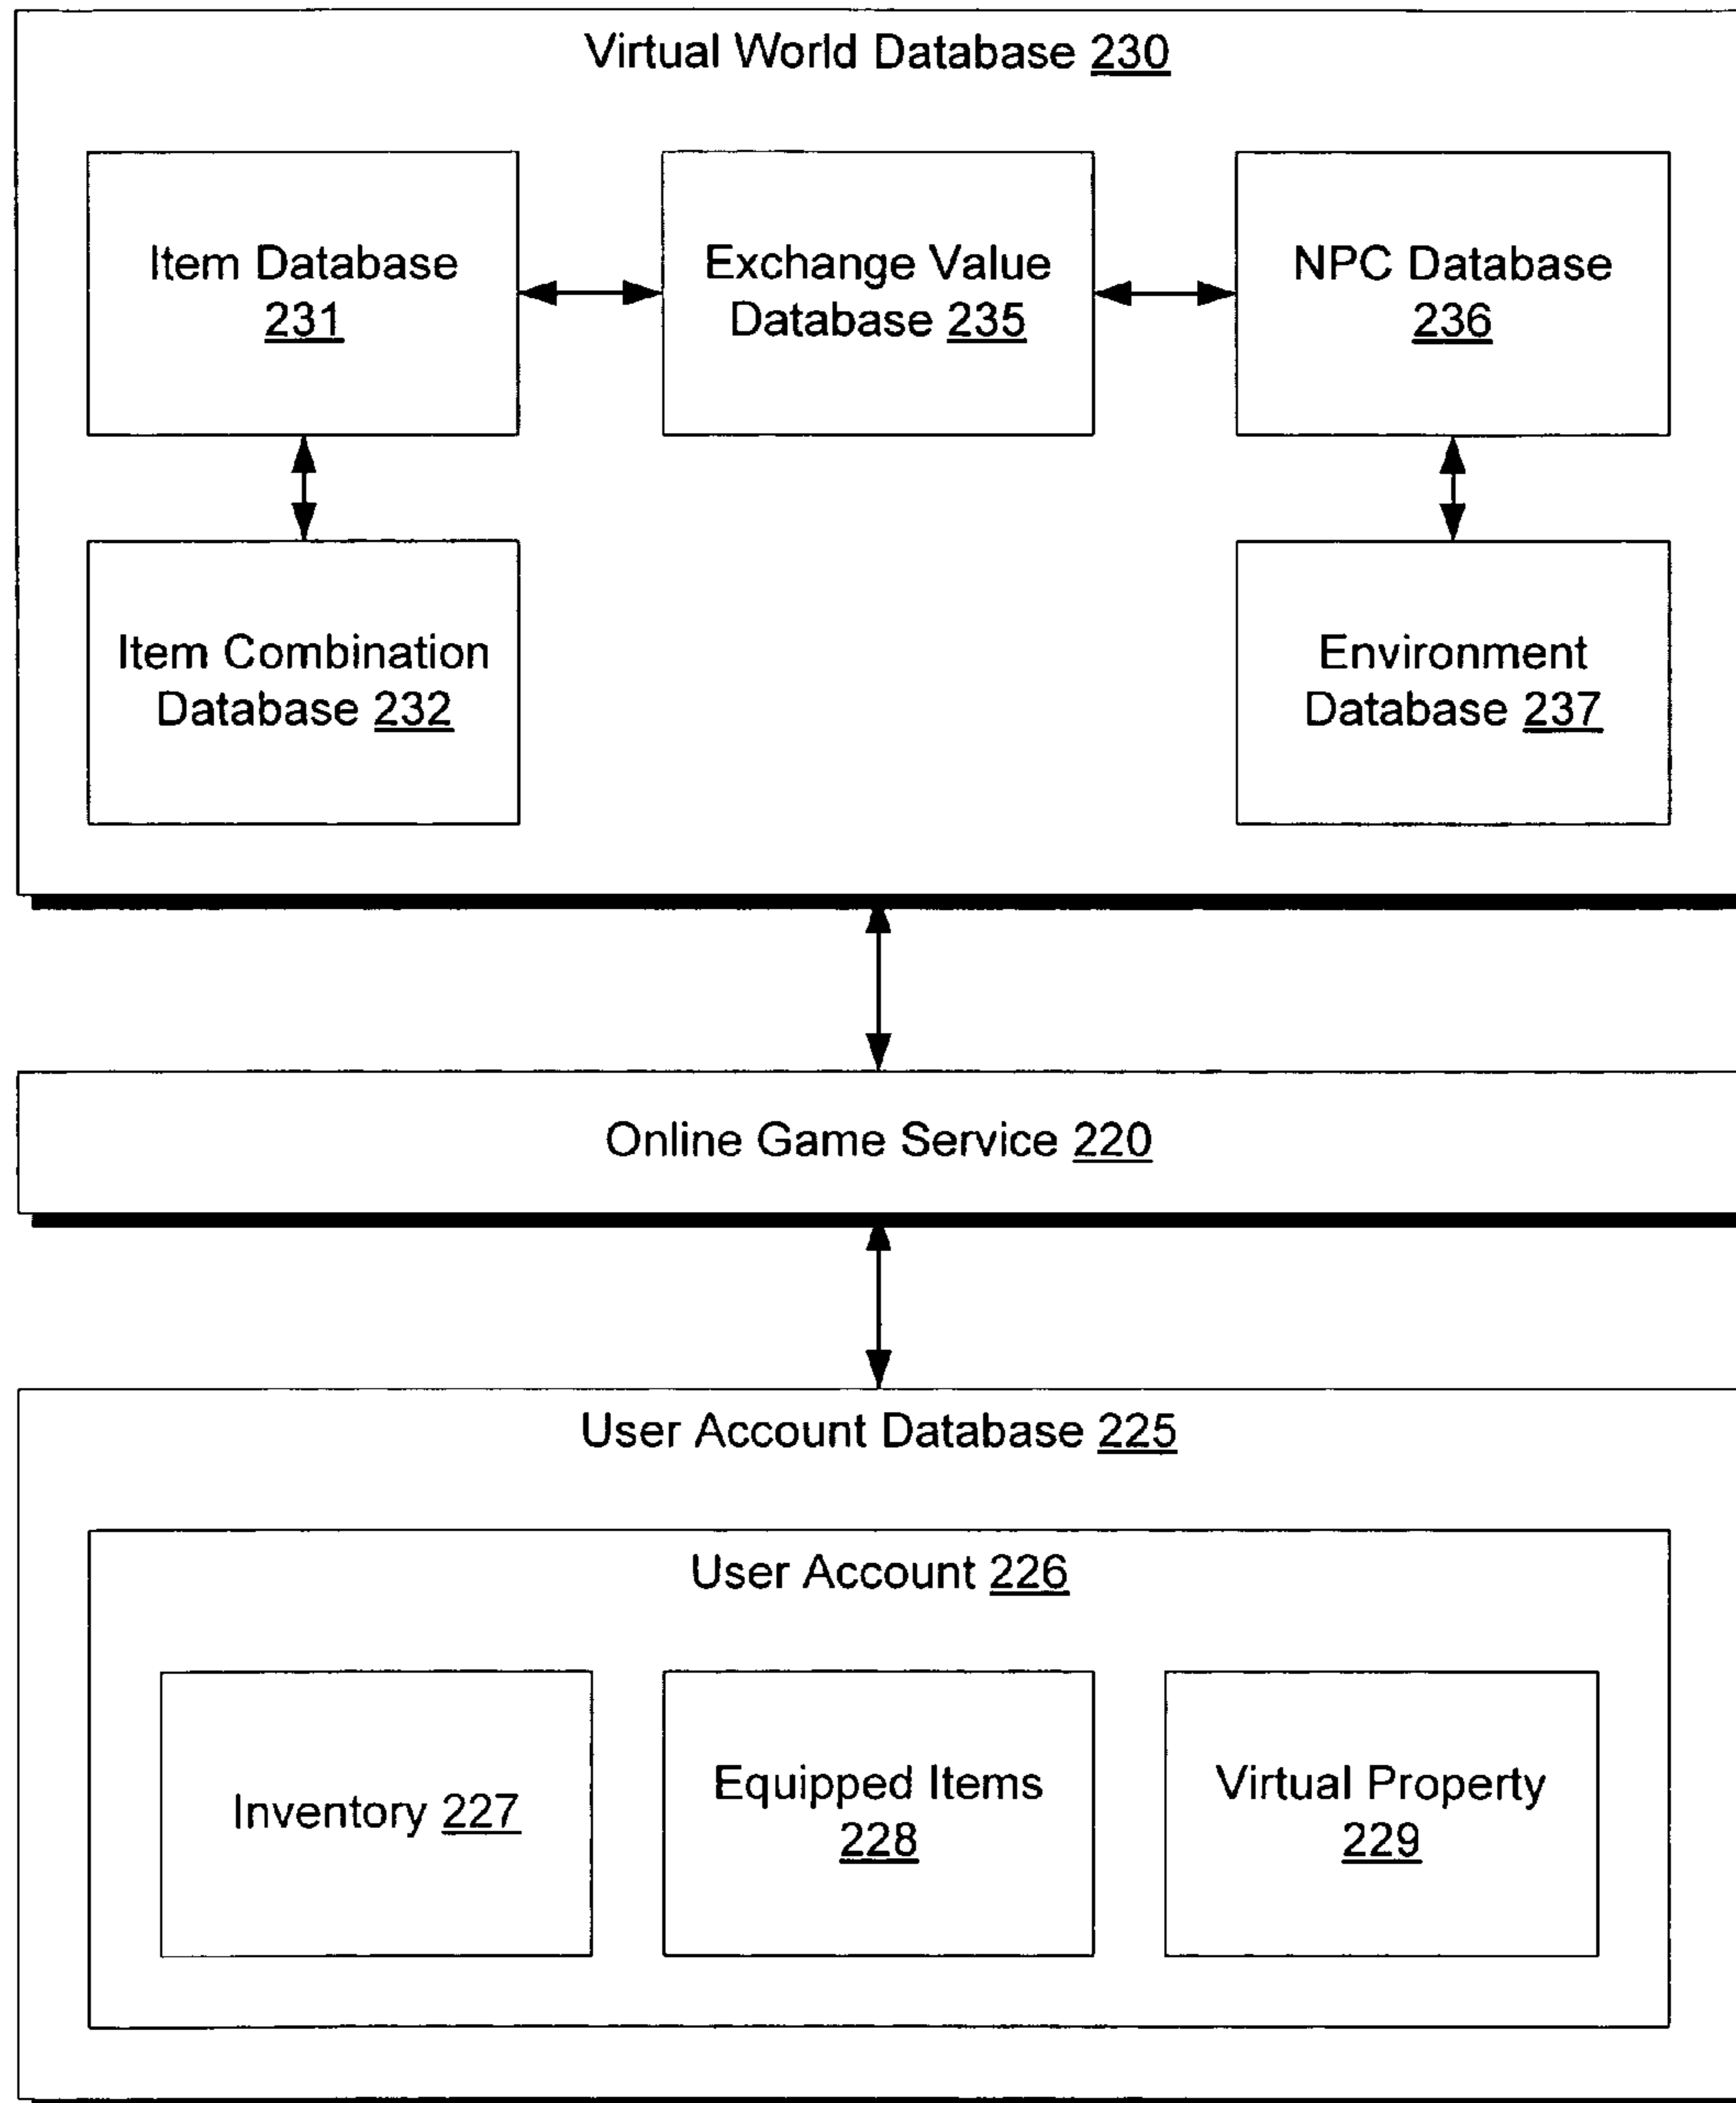 Virtual World Database 230
Item Database
231
Exchange Value
Database 235
NPC Database
236
Item Combination
Database 232
Environment
Database 237
Online Game Service 220
User Account Database 225
User Account 226
Inventory 227
Equipped Items
228
Virtual Property
229